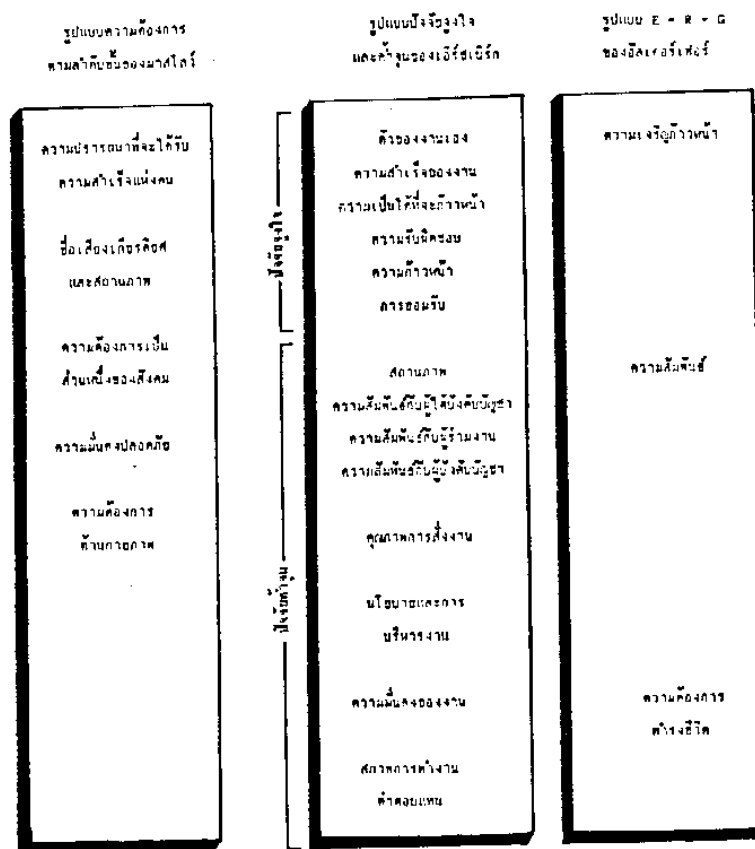 รูปแบบความต้องการ
ตามลำดับขั้นของมาสโลว์
ความปรารถนาที่จะได้รับ
ความสำเร็จแห่งตน
ชื่อเสียงเกียรติยศ
และสถานภาพ
ความต้องการเป็น
ส่วนหนึ่งของสังคม
ความมั่นคงปลอดภัย
ความต้องการ
ด้านกายภาพ
รูปแบบปัจจัยจูงใจ
และค้ำจุนของเฮอร์ซเบิร์ก
ปัจจัยจูงใจ
ตัวของงานเอง
ความสำเร็จของงาน
ความเป็นได้ที่จะก้าวหน้า
ความรับผิดชอบ
ความก้าวหน้า
การยอมรับ
ปัจจัยค้ำจุน
สถานภาพ
ความสัมพันธ์กับผู้ใต้บังคับบัญชา
ความสัมพันธ์กับผู้ร่วมงาน
ความสัมพันธ์กับผู้บังคับบัญชา
คุณภาพการสั่งงาน
นโยบายและการ
บริหารงาน
ความมั่นคงของงาน
สภาพการทำงาน
ค่าตอบแทน
รูปแบบ E - R - G
ของอัลเดอร์เฟอร์
ความเจริญก้าวหน้า
ความสัมพันธ์
ความต้องการ
ดำรงชีวิต